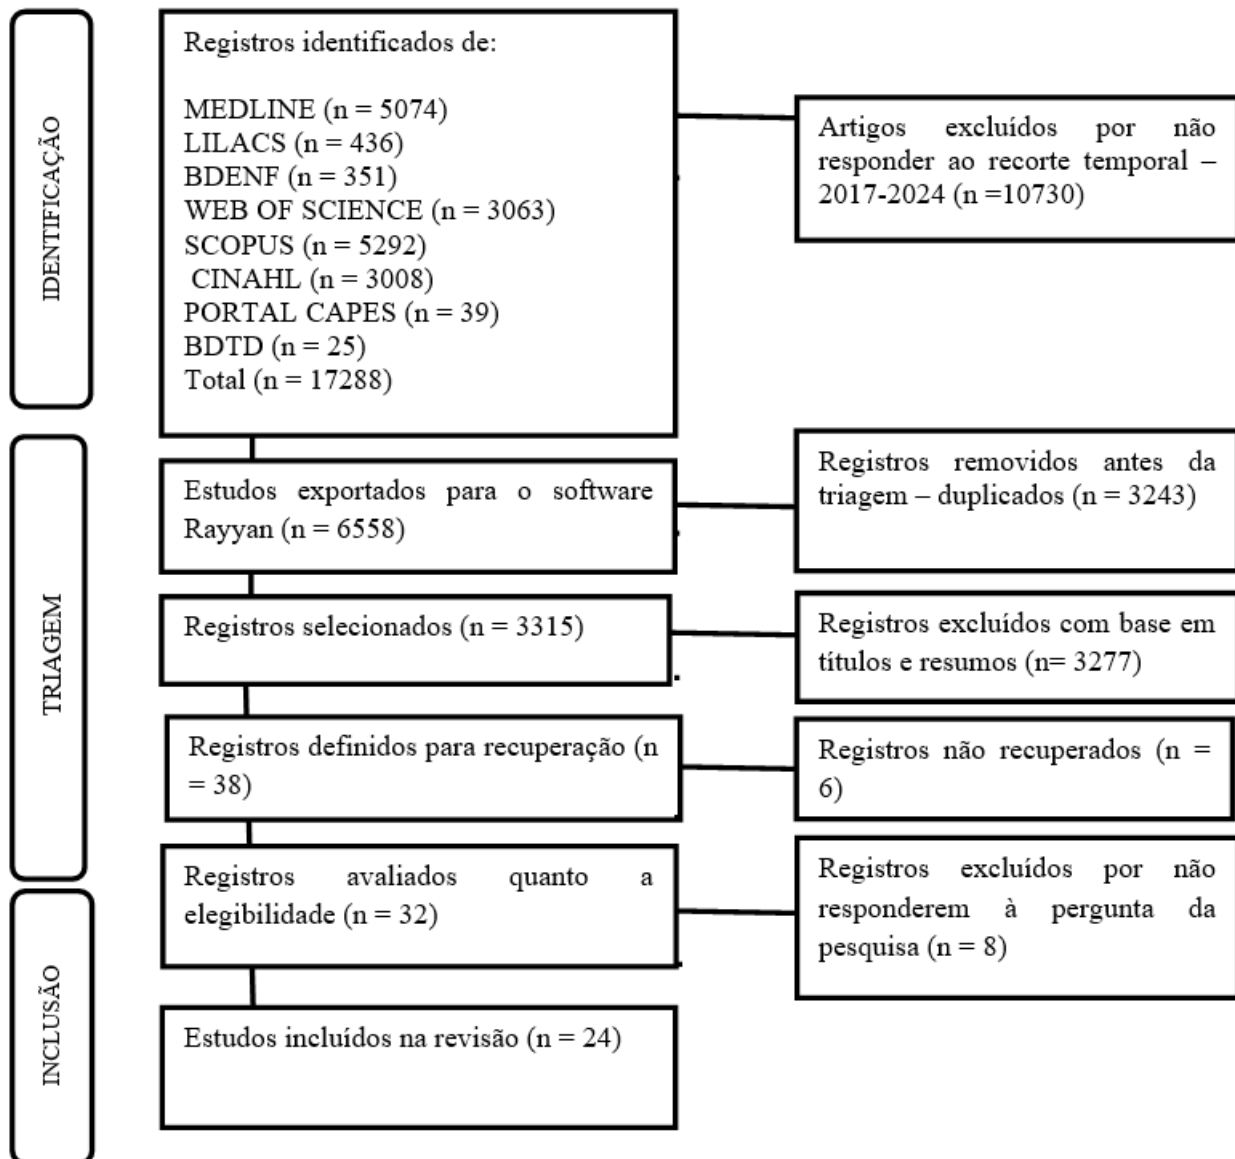 IDENTIFICAÇÃO
Registros identificados de:
MEDLINE (n = 5074)
LILACS (n = 436)
BDENF (n = 351)
WEB OF SCIENCE (n = 3063)
SCOPUS (n = 5292)
CINAHL (n = 3008)
PORTAL CAPES (n = 39)
BDTD (n = 25)
Total (n = 17288)
Artigos excluídos por não
responder ao recorte temporal –
2017-2024 (n =10730)
TRIAGEM
Estudos exportados para o software
Rayyan (n = 6558)
Registros removidos antes da
triagem – duplicados (n = 3243)
Registros selecionados (n = 3315)
Registros excluídos com base em
títulos e resumos (n= 3277)
Registros definidos para recuperação (n
= 38)
Registros não recuperados (n =
6)
Registros avaliados quanto a
elegibilidade (n = 32)
Registros excluídos por não
responderem à pergunta da
pesquisa (n = 8)
INCLUSÃO
Estudos incluídos na revisão (n = 24)